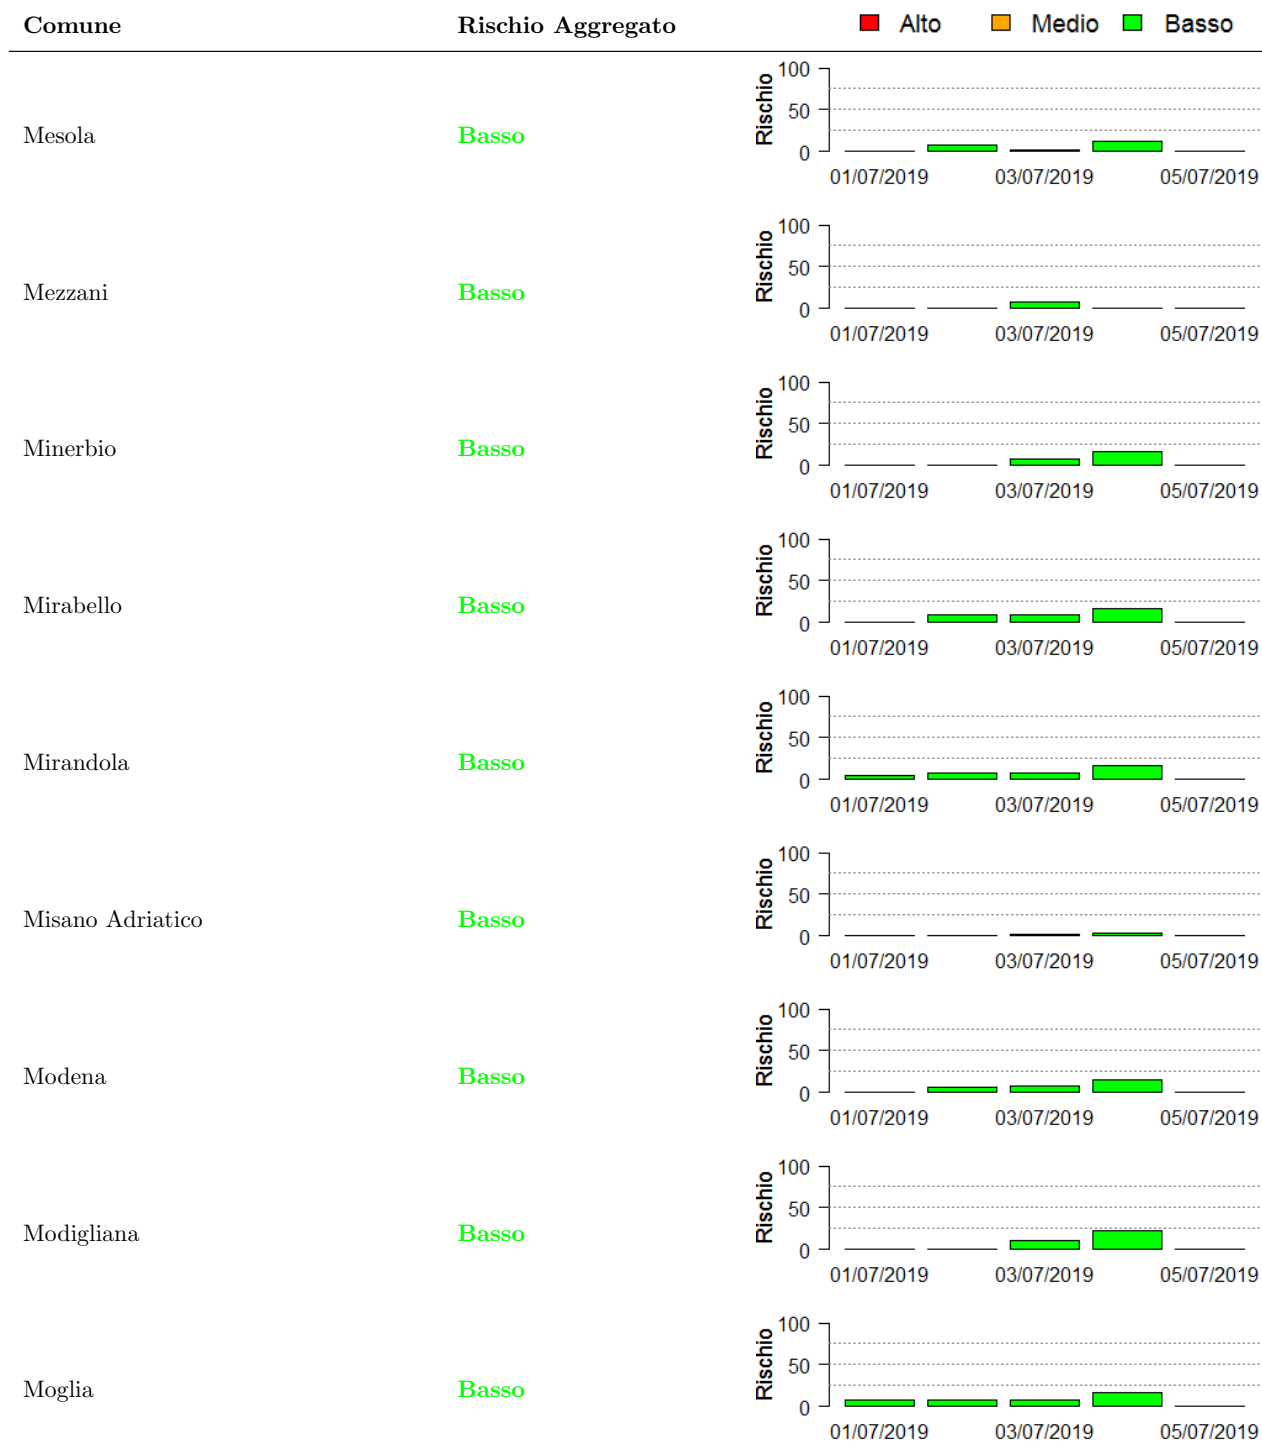 Comune Rischio Aggregato Alto Medio Basso
Mesola Basso Rischio 100 50 0
01/07/2019 03/07/2019 05/07/2019
Mezzani Basso Rischio 100 50 0
01/07/2019 03/07/2019 05/07/2019
Minerbio Basso Rischio 100 50 0
01/07/2019 03/07/2019 05/07/2019
Mirabello Basso Rischio 100 50 0
01/07/2019 03/07/2019 05/07/2019
Mirandola Basso Rischio 100 50 0
01/07/2019 03/07/2019 05/07/2019
Misano Adriatico Basso Rischio 100 50 0
01/07/2019 03/07/2019 05/07/2019
Modena Basso Rischio 100 50 0
01/07/2019 03/07/2019 05/07/2019
Modigliana Basso Rischio 100 50 0
01/07/2019 03/07/2019 05/07/2019
Moglia Basso Rischio 100 50 0
01/07/2019 03/07/2019 05/07/2019